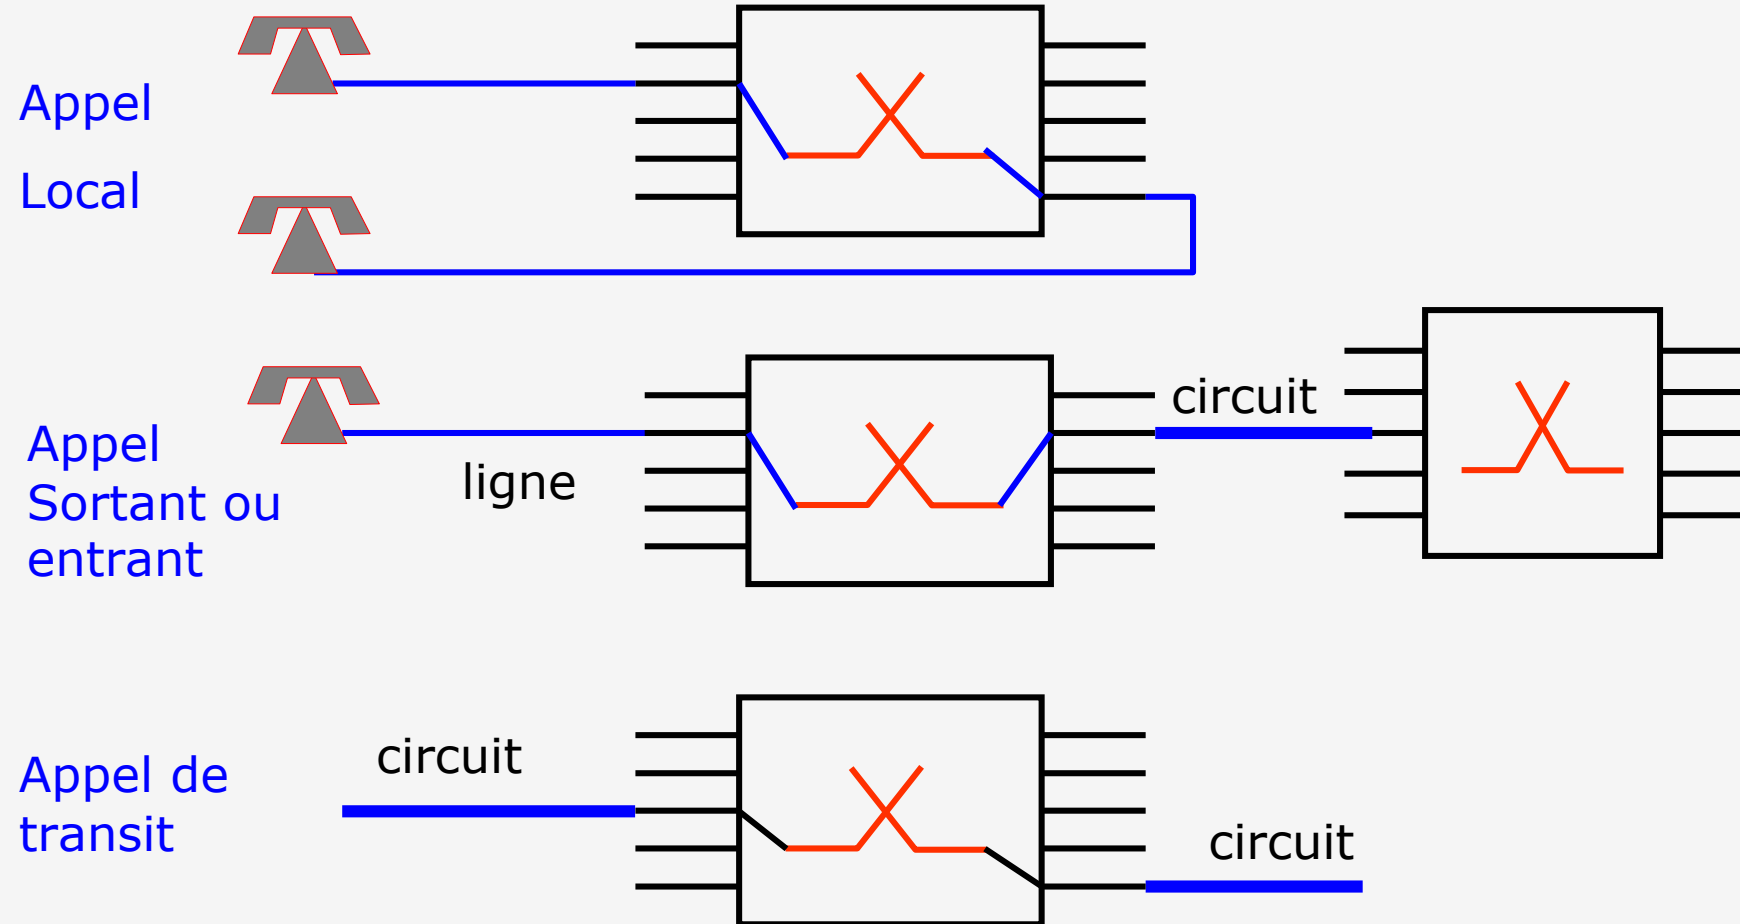 Appel
Local
Appel
Sortant ou
entrant
ligne
circuit
Appel de
transit
circuit
circuit